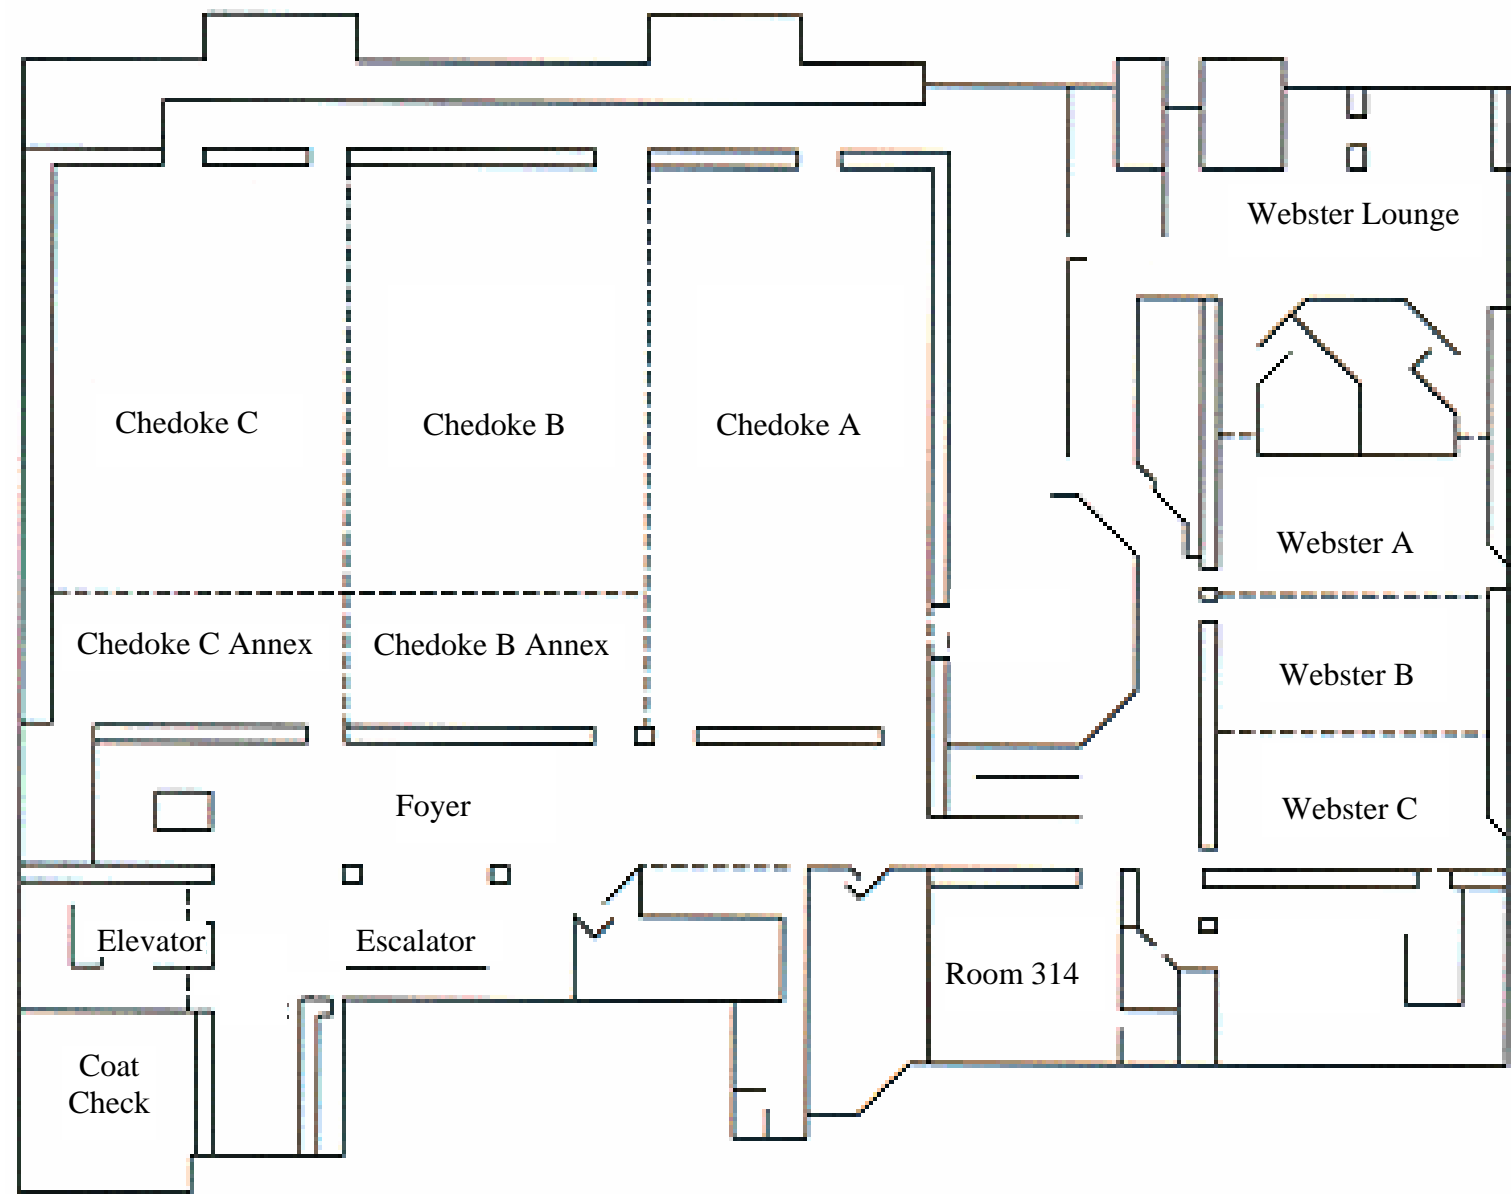 Webster Lounge
Chedoke C
Chedoke B
Chedoke A
Webster A
Chedoke C Annex
Chedoke B Annex
Webster B
Foyer
Webster C
Elevator
Escalator
Room 314
Coat
Check